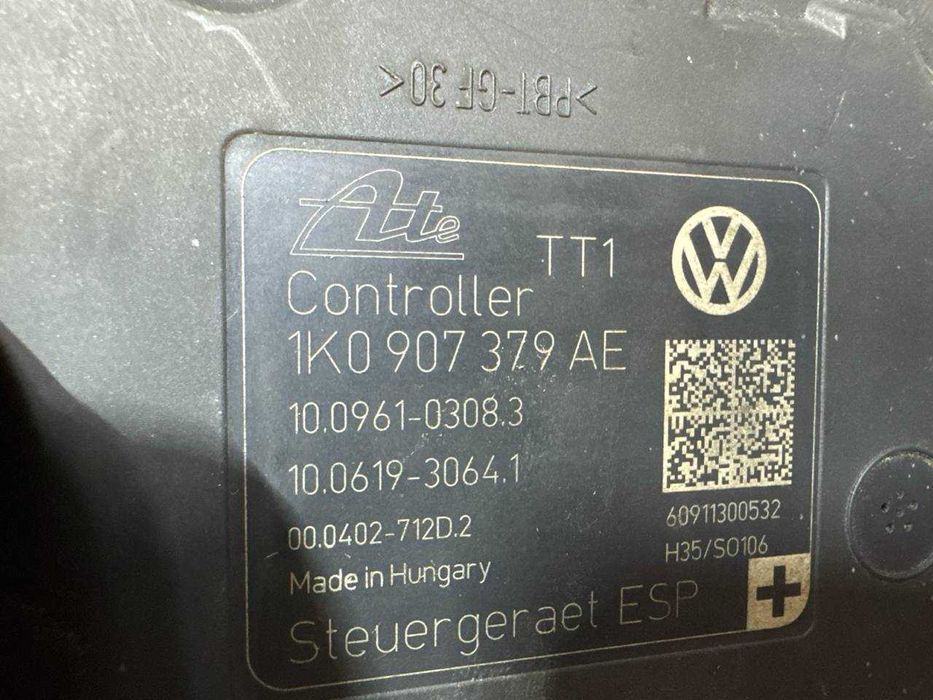 >PBT-GF 30<
Ate
TT1
Controller
1K0 907 379 AE
10.0961-0308.3
10.0619-3064.1
00.0402-712D.2
60911300532
H35/SO106
Made in Hungary
Steuergeraet ESP